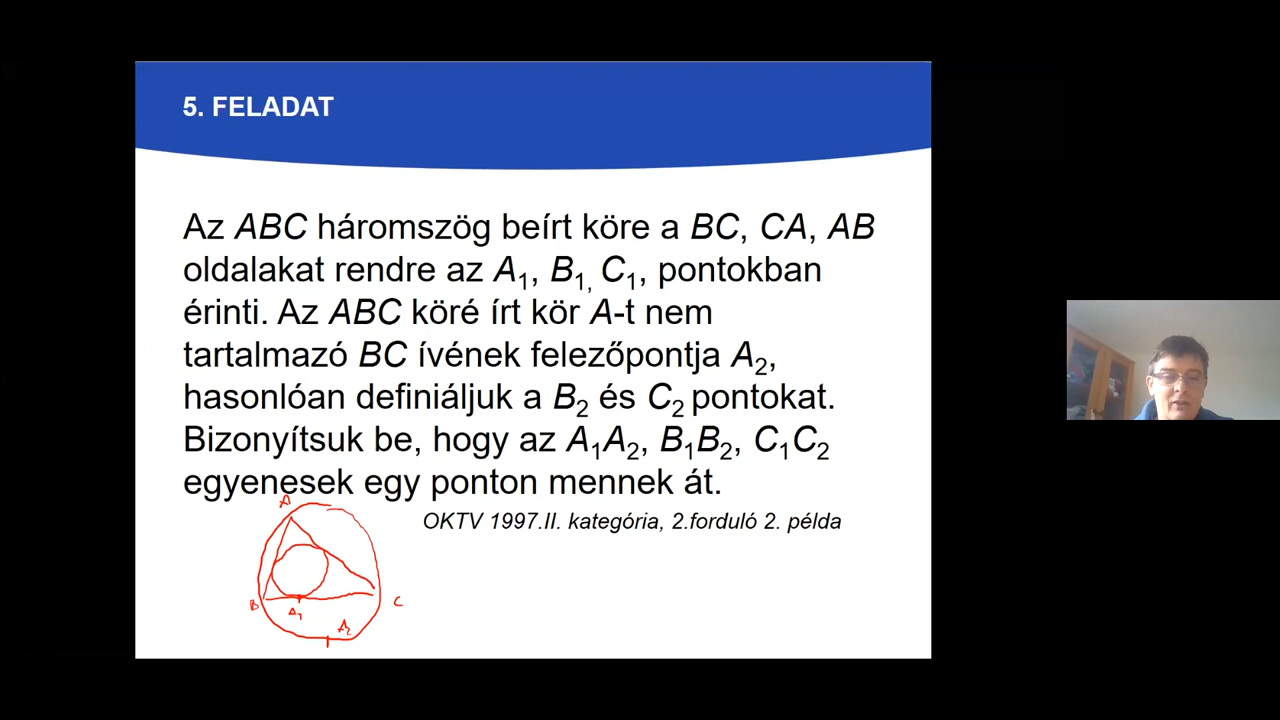 5. FELADAT
Az ABC háromszög beírt köre a BC, CA, AB
oldalakat rendre az A₁, B₁, C₁, pontokban
érinti. Az ABC köré írt kör A-t nem
tartalmazó BC ívének felezőpontja A₂,
hasonlóan definiáljuk a B₂ és C₂ pontokat.
Bizonyítsuk be, hogy az A₁A₂, B₁B₂, C₁C₂
egyenesek egy ponton mennek át.
OKTV 1997.II. kategória, 2.forduló 2. példa
A
B
C
A₁
A₂